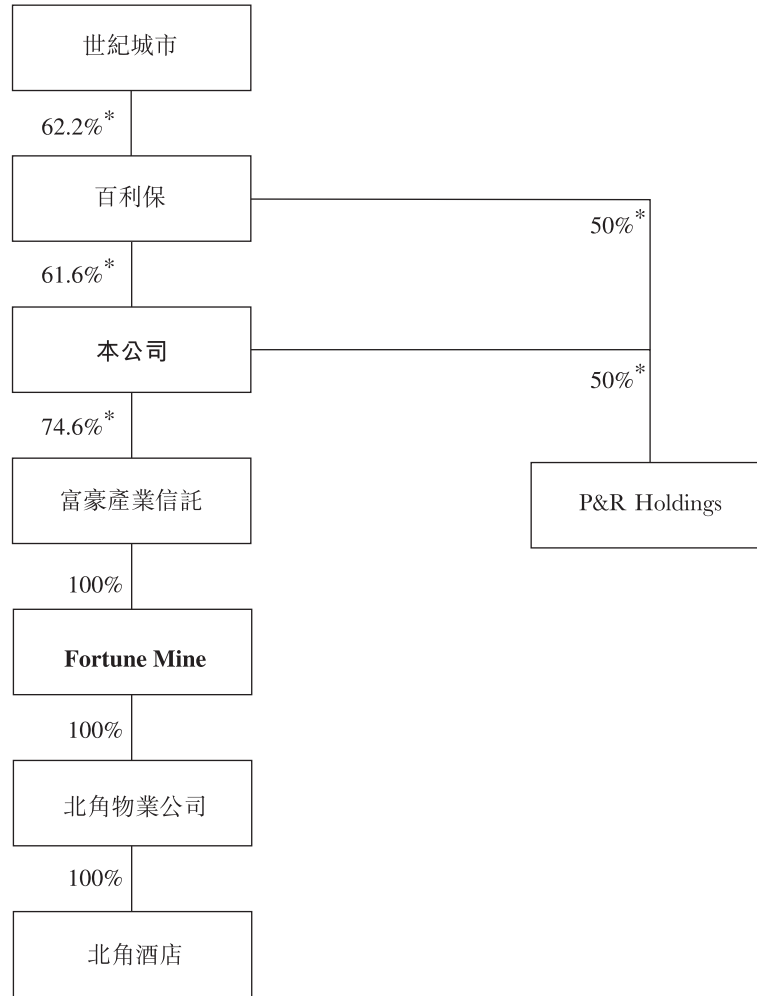 世紀城市
62.2%*
百利保
50%*
61.6%*
本公司
50%*
74.6%*
富豪產業信託
P&R Holdings
100%
Fortune Mine
100%
北角物業公司
100%
北角酒店